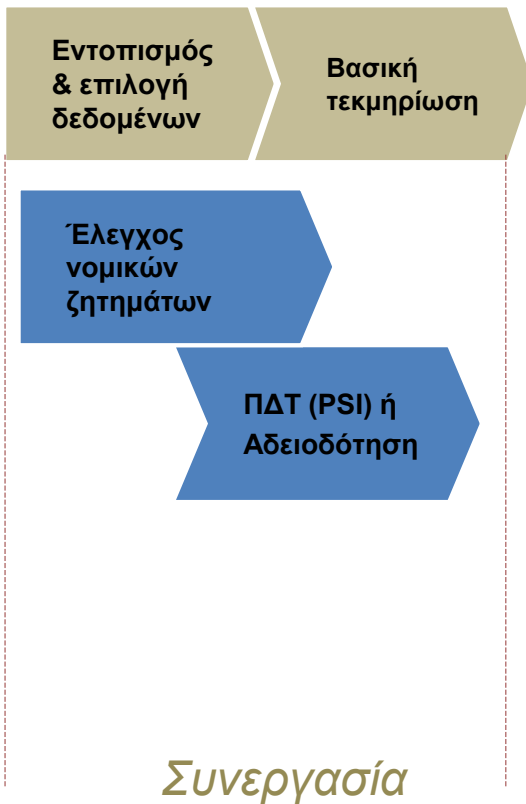 Εντοπισμός
& επιλογή
δεδομένων
Βασική
τεκμηρίωση
Έλεγχος
νομικών
ζητημάτων
ΠΔΤ (PSI) ή
Αδειοδότηση
Συνεργασία